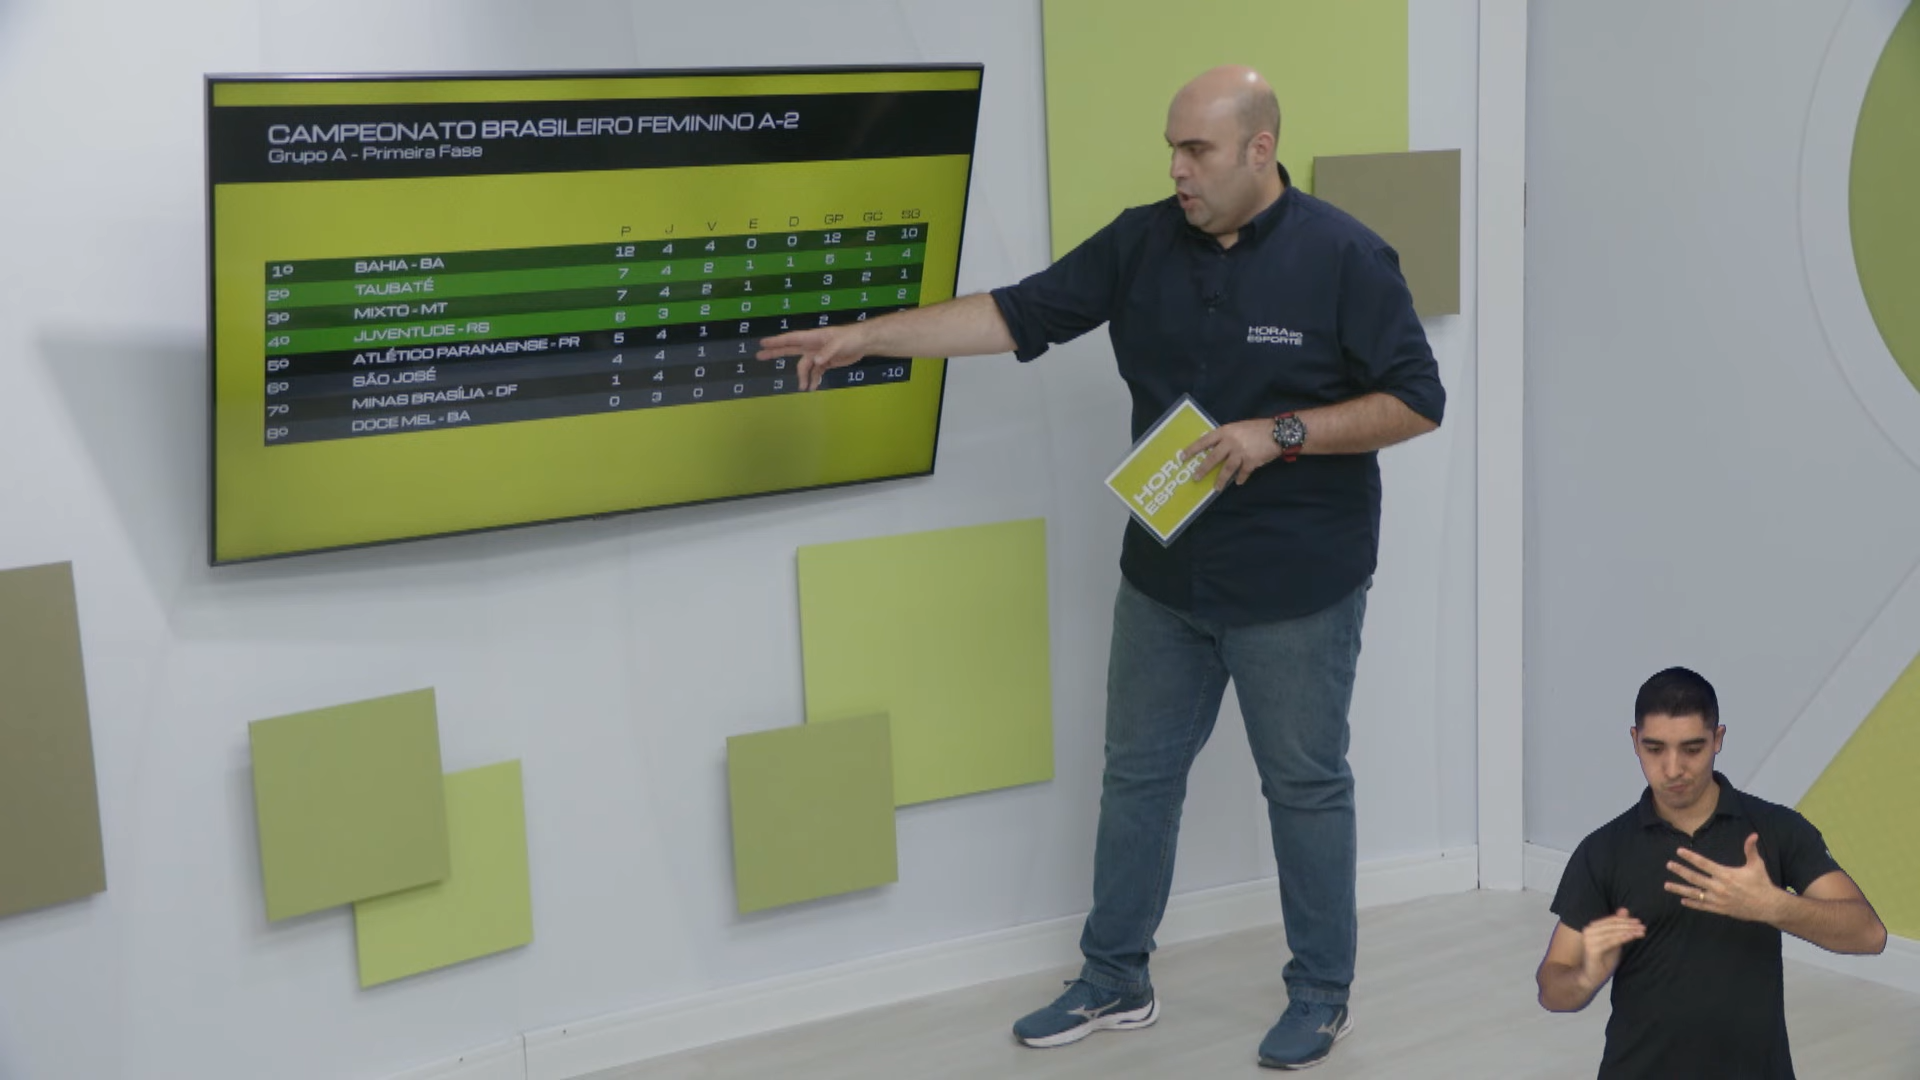 CAMPEONATO BRASILEIRO FEMININO A-2
Grupo A - Primeira Fase
P J V E D GP GC SG
1º BAHIA - BA 12 4 4 0 0 12 2 10
2º TAUBATÉ 7 4 2 1 1 5 1 4
3º MIXTO - MT 7 4 2 1 1 3 2 1
4º JUVENTUDE - RS 6 3 2 0 1 3 1 2
5º ATLÉTICO PARANAENSE - PR 5 4 1 2 1 2 4
6º SÃO JOSÉ 4 4 1 1
7º MINAS BRASÍLIA - DF 1 4 0 1 3
8º DOCE MEL - BA 0 3 0 0 3 10 -10
HORA DO
ESPORTE
HORA
ESPORT